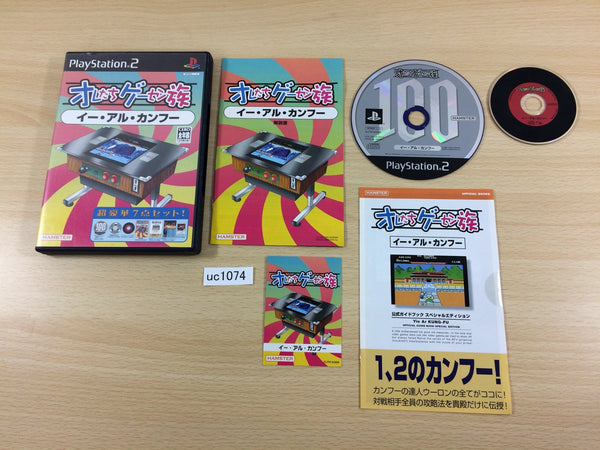 PlayStation.2
オレたちゲーセン族
イー・アル・カンフー
超豪華7点セット!
HAMSTER
オレたちゲーセン族
イー・アル・カンフー
解説書
HAMSTER
100
HAMSTER
イー・アル・カンフー
PlayStation.2
uc1074
オレたちゲーセン族
イー・アル・カンフー
HAMSTER
HAMSTER
OFFICIAL GUIDE
オレたちゲーセン族
イー・アル・カンフー
公式ガイドブック スペシャルエディション
Yie Ar KUNG-FU
OFFICIAL GUIDE BOOK SPECIAL EDITION
1、2のカンフー!
カンフーの達人ウーロンの全てがココに!
対戦相手全員の攻略法を貴殿だけに伝授!